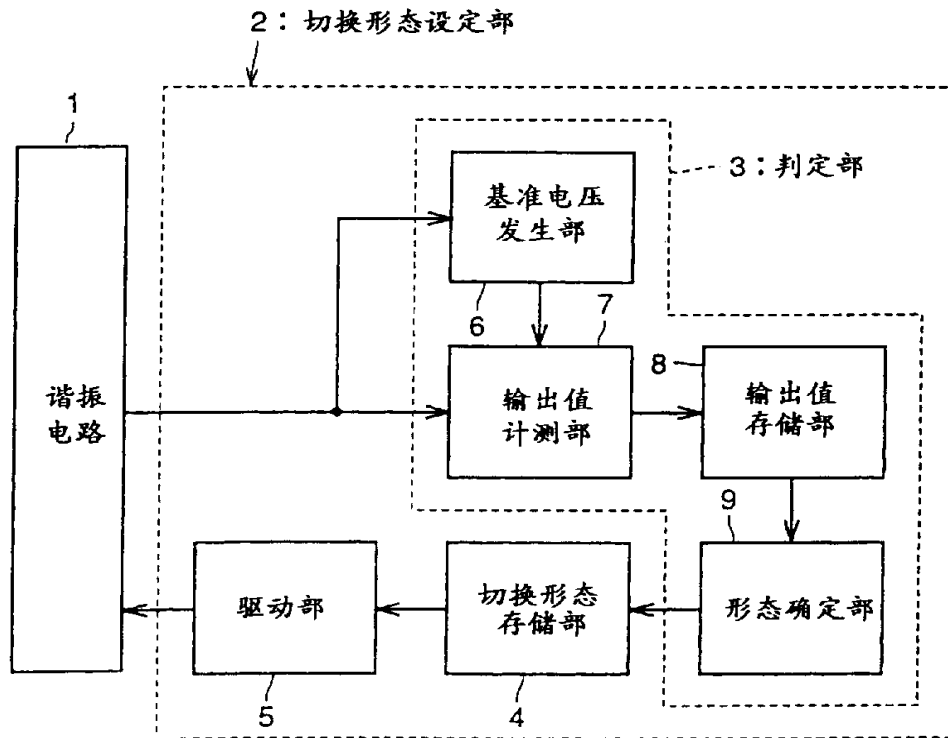 2：切换形态设定部
1
3：判定部
基准电压
发生部
6
7
8
谐振
电路
输出值
计测部
输出值
存储部
9
驱动部
切换形态
存储部
形态确定部
5
4